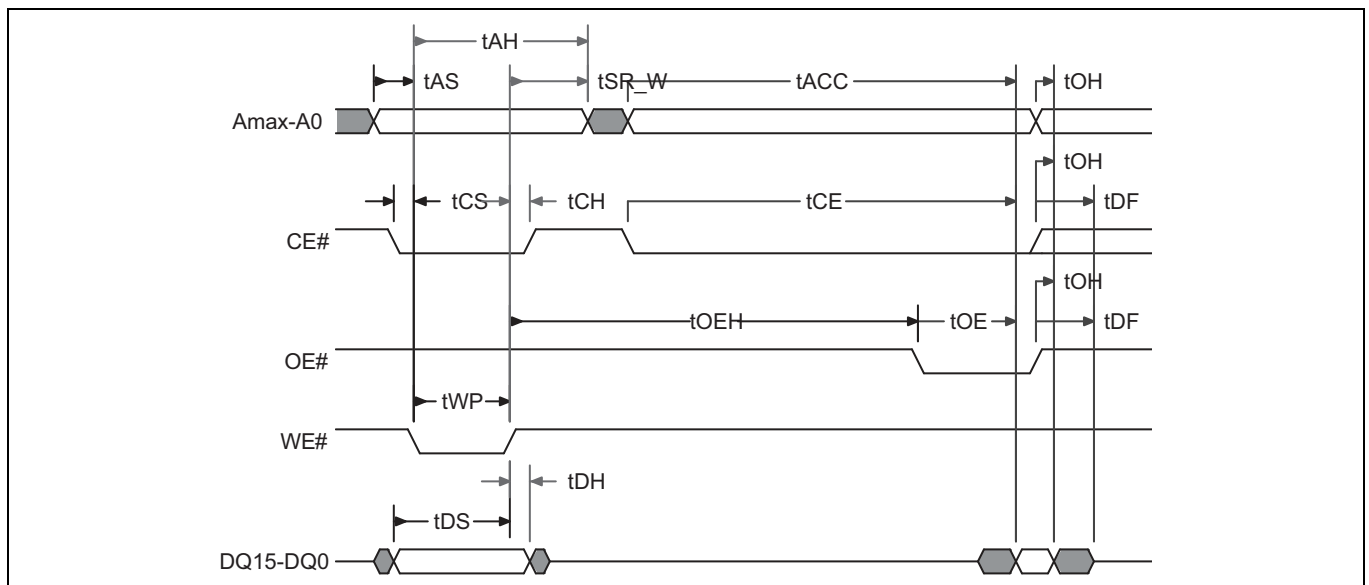 tAH
tAS tSR_W tACC tOH
Amax-A0
tOH
tCS tCH tCE tDF
CE#
tOH
tOEH tOE tDF
OE#
tWP
WE#
tDH
tDS
DQ15-DQ0